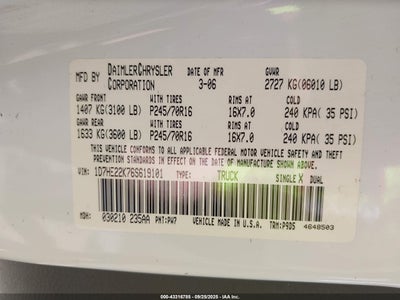 MFD BY DAIMLERCHRYSLER CORPORATION DATE OF MFR 3-06 GVWR 2727 KG(06010 LB)
GAWR FRONT WITH TIRES RIMS AT COLD
1407 KG(3100 LB) P245/70R16 16X7.0 240 KPA( 35 PSI)
GAWR REAR WITH TIRES RIMS AT COLD
1633 KG(3600 LB) P245/70R16 16X7.0 240 KPA( 35 PSI)
THIS VEHICLE CONFORMS TO ALL APPLICABLE FEDERAL MOTOR VEHICLE SAFETY AND THEFT
PREVENTION STANDARDS IN EFFECT ON THE DATE OF MANUFACTURE SHOWN ABOVE.
VIN: 1D7HE22K76S619101 TYPE: TRUCK SINGLE X DUAL
MDH: 030210 235AA PNT: PW7 VEHICLE MADE IN U.S.A. TRM: P9D5 4648503
000-43316785 - 09/29/2025 - IAA Inc.